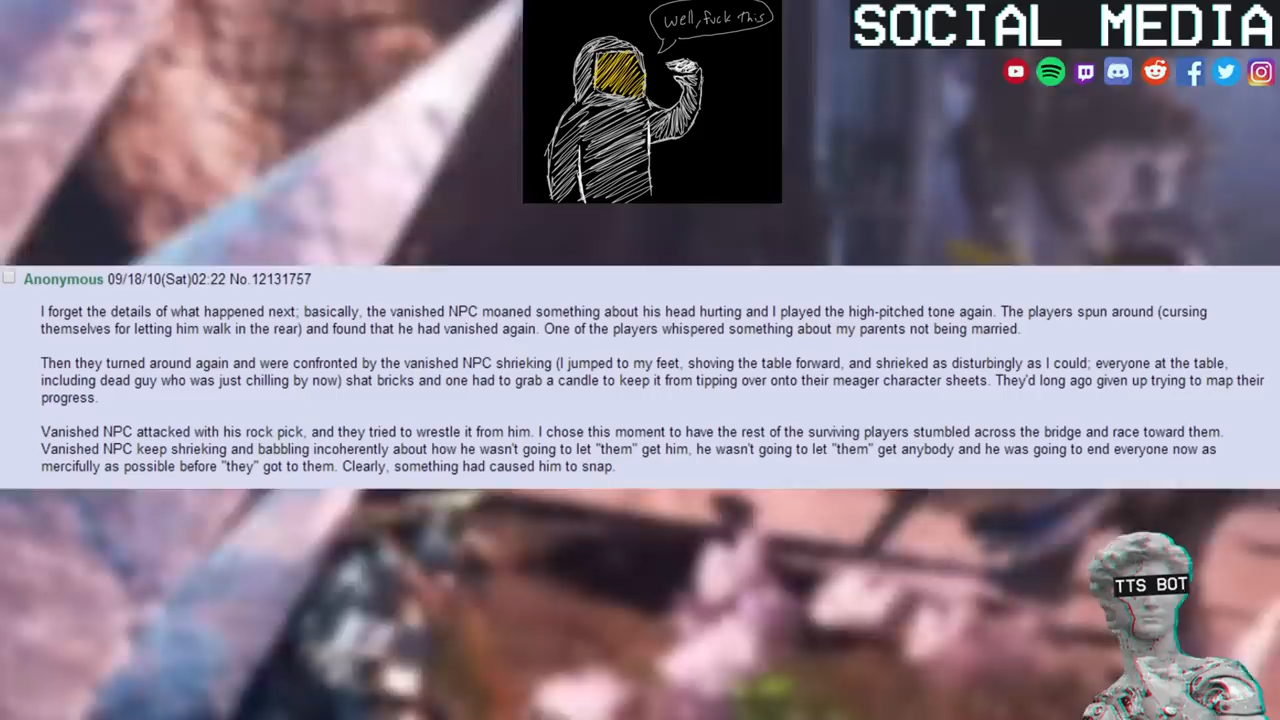 well, fuck this
SOCIAL MEDIA
Anonymous 09/18/10(Sat)02:22 No.12131757
I forget the details of what happened next; basically, the vanished NPC moaned something about his head hurting and I played the high-pitched tone again. The players spun around (cursing
themselves for letting him walk in the rear) and found that he had vanished again. One of the players whispered something about my parents not being married.
Then they turned around again and were confronted by the vanished NPC shrieking (I jumped to my feet, shoving the table forward, and shrieked as disturbingly as I could; everyone at the table,
including dead guy who was just chilling by now) shat bricks and one had to grab a candle to keep it from tipping over onto their meager character sheets. They'd long ago given up trying to map their
progress.
Vanished NPC attacked with his rock pick, and they tried to wrestle it from him. I chose this moment to have the rest of the surviving players stumbled across the bridge and race toward them.
Vanished NPC keep shrieking and babbling incoherently about how he wasn't going to let "them" get him, he wasn't going to let "them" get anybody and he was going to end everyone now as
mercifully as possible before "they" got to them. Clearly, something had caused him to snap.
TTS BOT